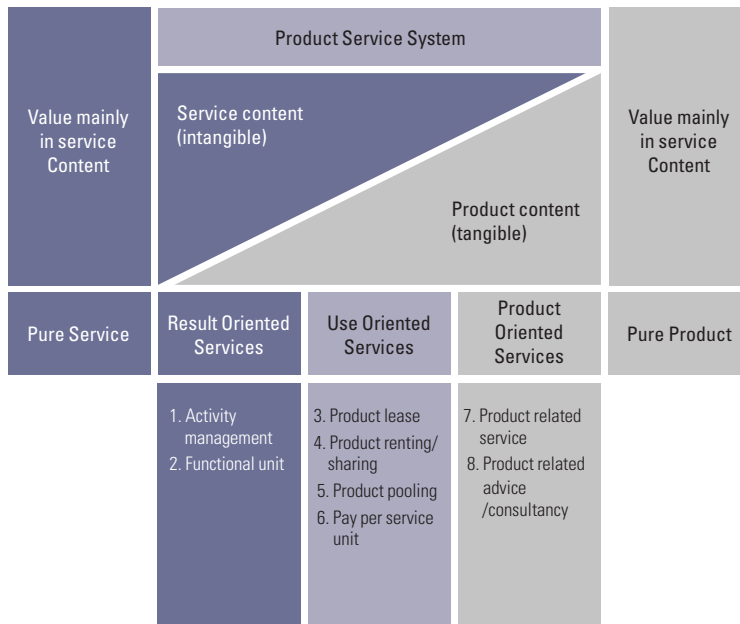 Product Service System
Value mainly
in service
Content
Service content
(intangible)
Product content
(tangible)
Value mainly
in service
Content
Pure Service
Result Oriented
Services
Use Oriented
Services
Product
Oriented
Services
Pure Product
1. Activity
management
2. Functional unit
3. Product lease
4. Product renting/
sharing
5. Product pooling
6. Pay per service
unit
7. Product related
service
8. Product related
advice
/consultancy